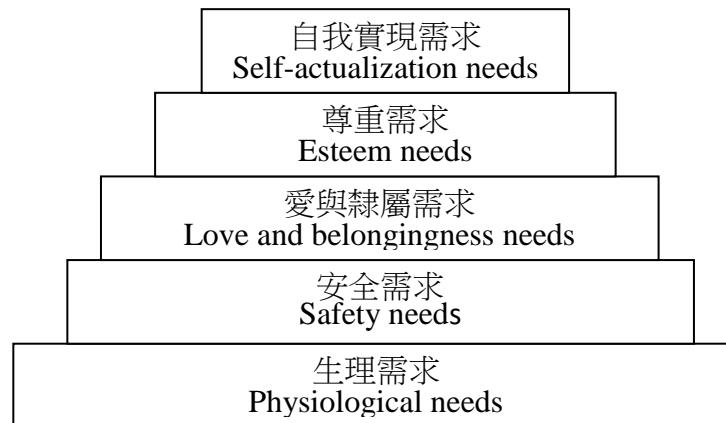 自我實現需求
Self-actualization needs
尊重需求
Esteem needs
愛與隸屬需求
Love and belongingness needs
安全需求
Safety needs
生理需求
Physiological needs